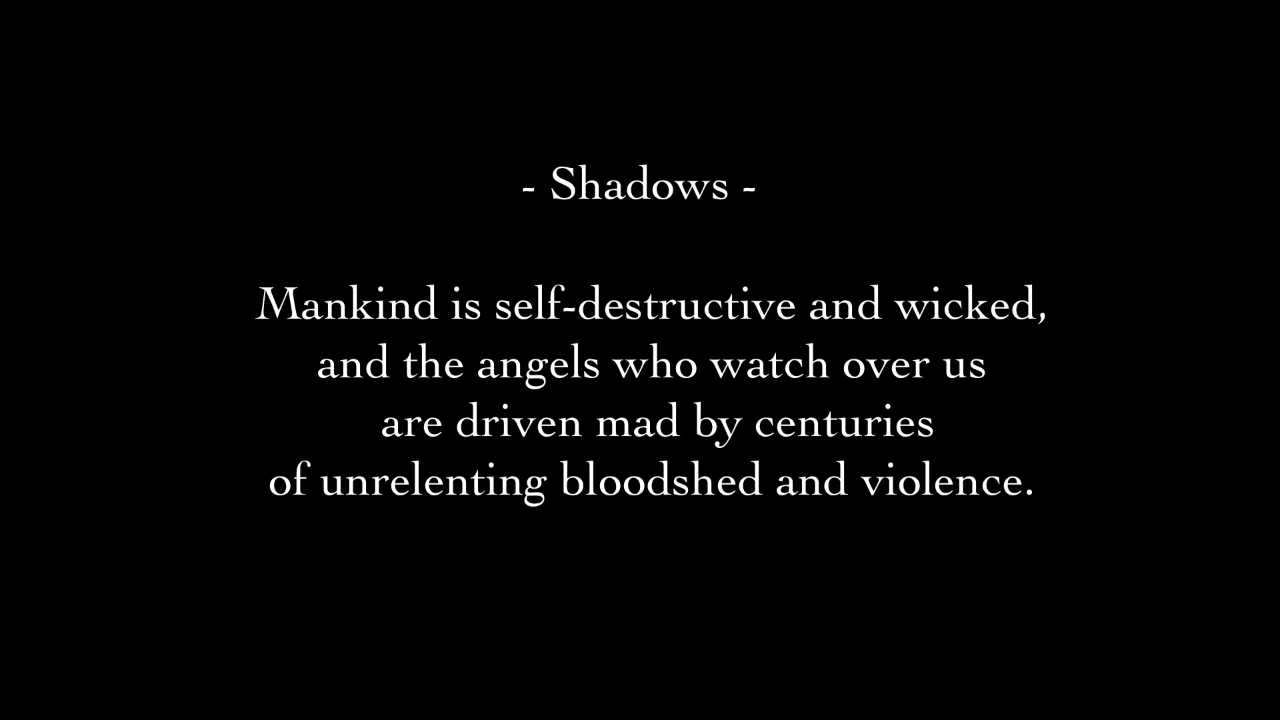 - Shadows -
Mankind is self-destructive and wicked,
and the angels who watch over us
are driven mad by centuries
of unrelenting bloodshed and violence.